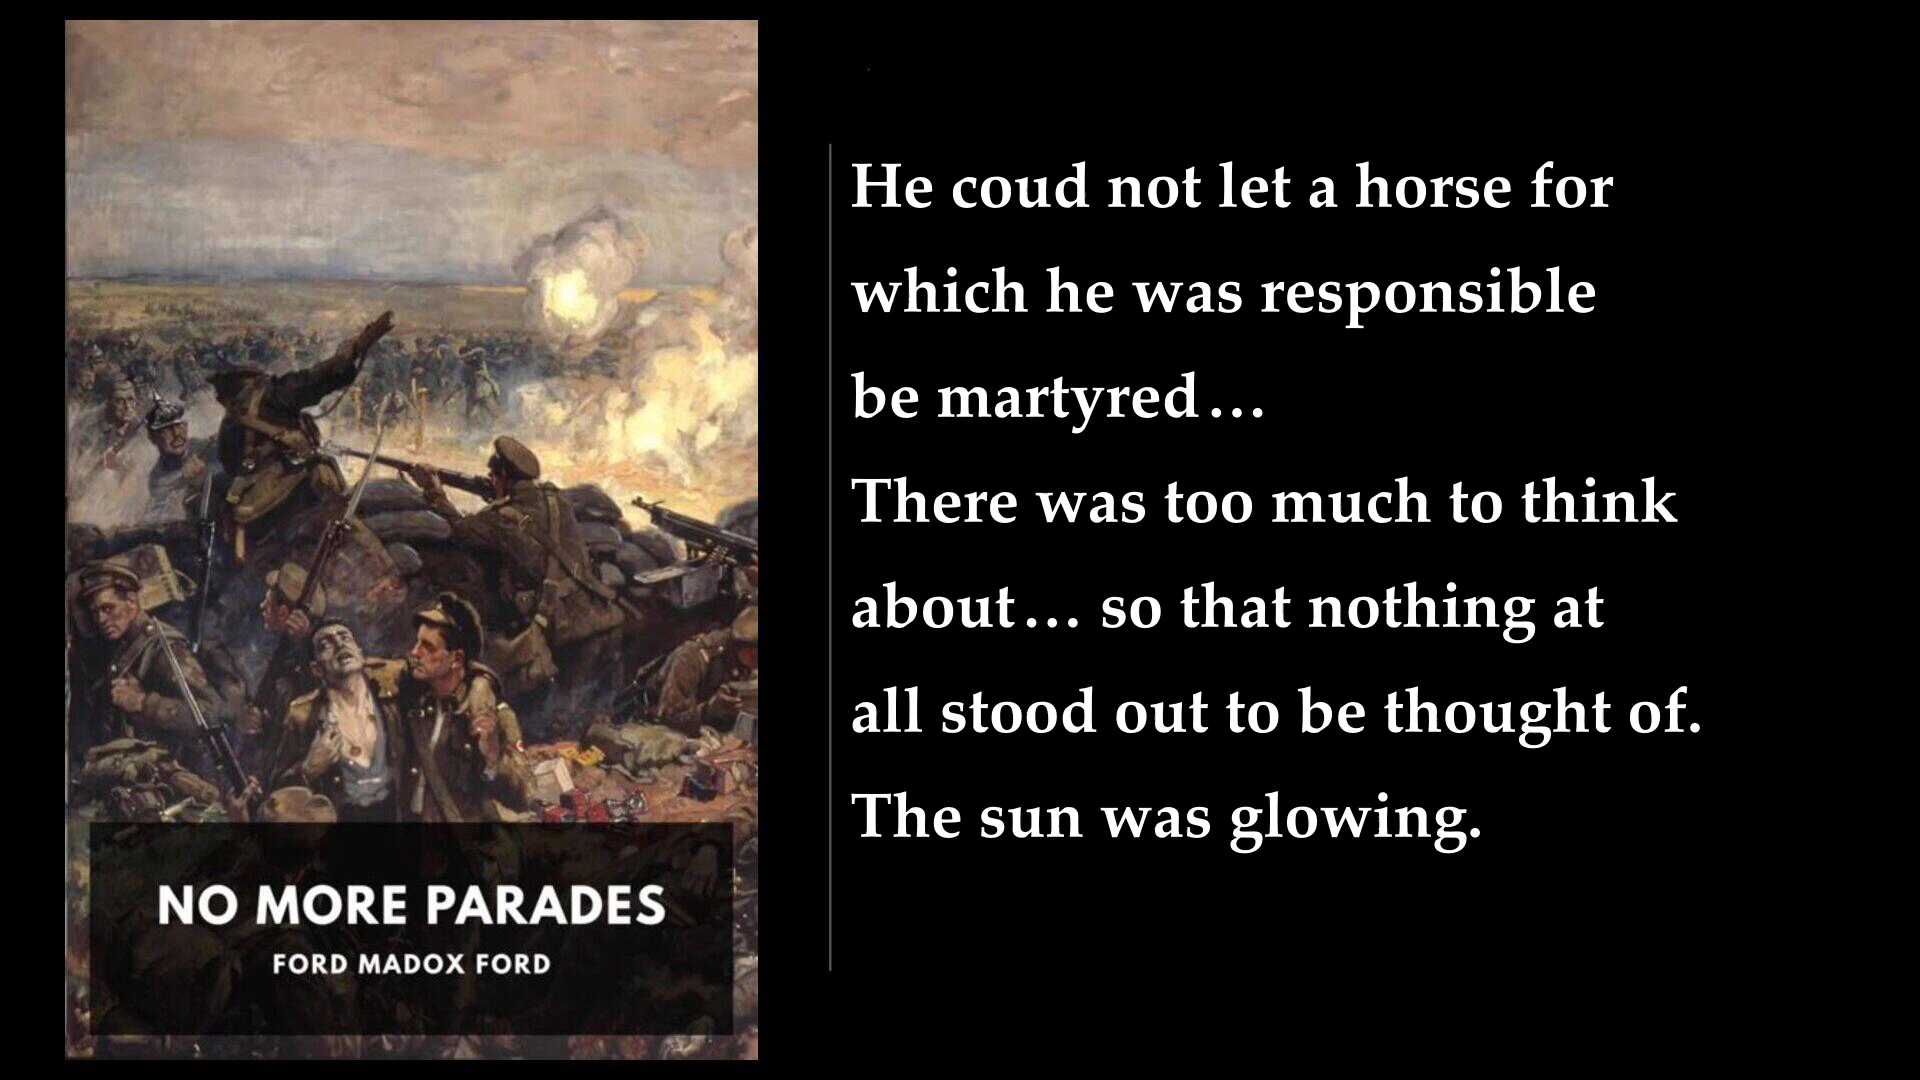 NO MORE PARADES
FORD MADOX FORD
He coud not let a horse for
which he was responsible
be martyred…
There was too much to think
about… so that nothing at
all stood out to be thought of.
The sun was glowing.